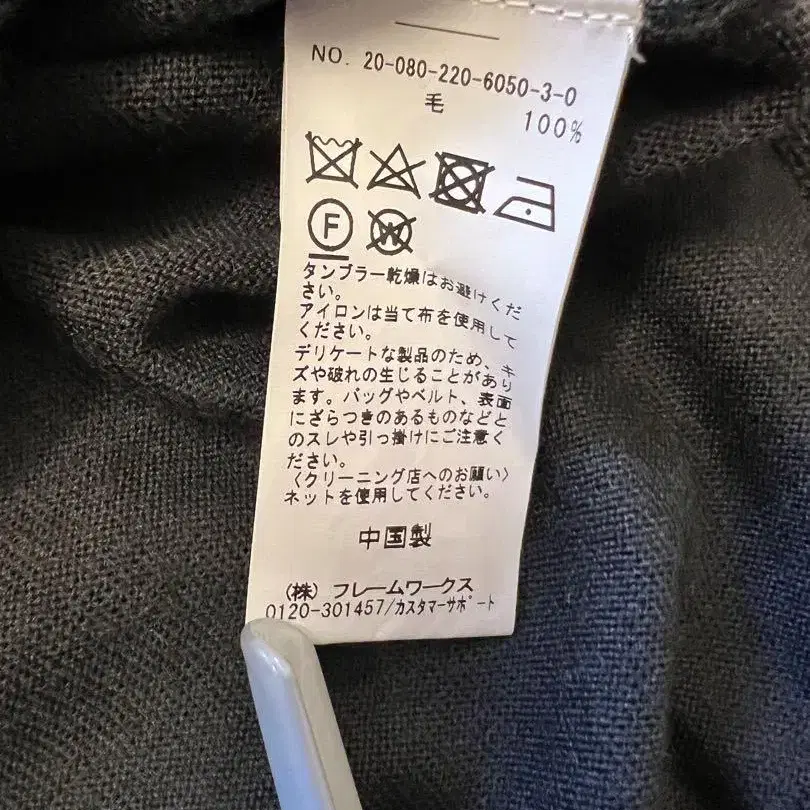 NO. 20-080-220-6050-3-0
毛 100%
F W
タンブラー乾燥はお避けくだ
さい。
アイロンは当て布を使用して
ください。
デリケートな製品のため、キ
ズや破れの生じることがあり
ます。バッグやベルト、表面
にざらつきのあるものなどと
のスレや引っ掛けにご注意く
ださい。
〈クリーニング店へのお願い〉
ネットを使用してください。
中国製
(株) フレームワークス
0120-301457/カスタマーサポート